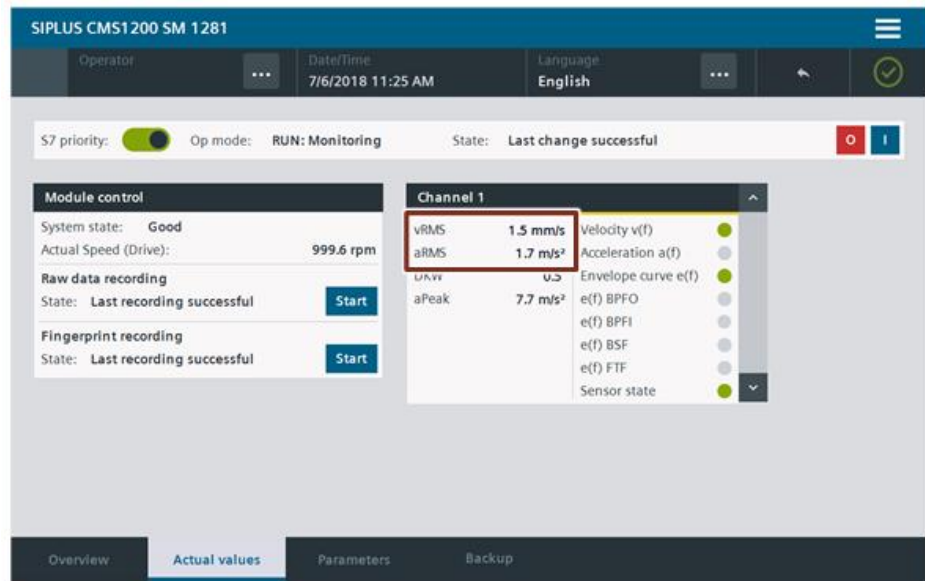 SIPLUS CMS1200 SM 1281
Operator
...
Date/Time
7/6/2018 11:25 AM
Language
English
...
S7 priority: Op mode: RUN: Monitoring State: Last change successful O I
Module control
System state: Good
Actual Speed (Drive): 999.6 rpm
Raw data recording
State: Last recording successful Start
Fingerprint recording
State: Last recording successful Start
Channel 1
vRMS 1.5 mm/s Velocity v(f)
aRMS 1.7 m/s² Acceleration a(f)
DKW 0.5 Envelope curve e(f)
aPeak 7.7 m/s² e(f) BPFO
e(f) BPFI
e(f) BSF
e(f) FTF
Sensor state
Overview Actual values Parameters Backup